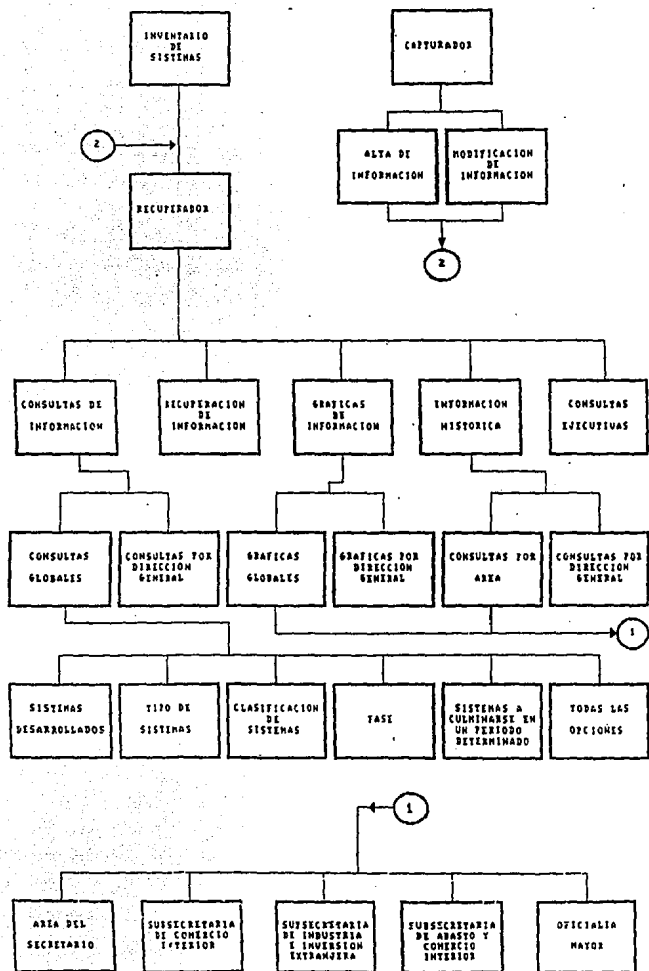 INVENTARIO
DE
SISTEMAS
CAPTURADOR
2
ALTA DE
INFORMACION
MODIFICACION
DE
INFORMACION
RECUPERADOR
2
CONSULTAS DE
INFORMACION
RECUPERACION
DE
INFORMACION
GRAFICAS
DE
INFORMACION
INFORMACION
HISTORICA
CONSULTAS
EJECUTIVAS
CONSULTAS
GLOBALES
CONSULTAS POR
DIRECCION
GENERAL
GRAFICAS
GLOBALES
GRAFICAS POR
DIRECCION
GENERAL
CONSULTAS POR
AREA
CONSULTAS POR
DIRECCION
GENERAL
1
SISTEMAS
DESARROLLADOS
TIPO DE
SISTEMAS
CLASIFICACION
DE
SISTEMAS
FASE
SISTEMAS A
CULMINARSE EN
UN PERIODO
DETERMINADO
TODAS LAS
OPCIONES
1
AREA DEL
SECRETARIO
SUBSECRETARIA
DE COMERCIO
SUBSECRETARIA
DE INDUSTRIA
E INVERSION
EXTRANJERA
SUBSECRETARIA
DE ABASTO Y
COMERCIO
INTERIOR
OFICIALIA
MAYOR